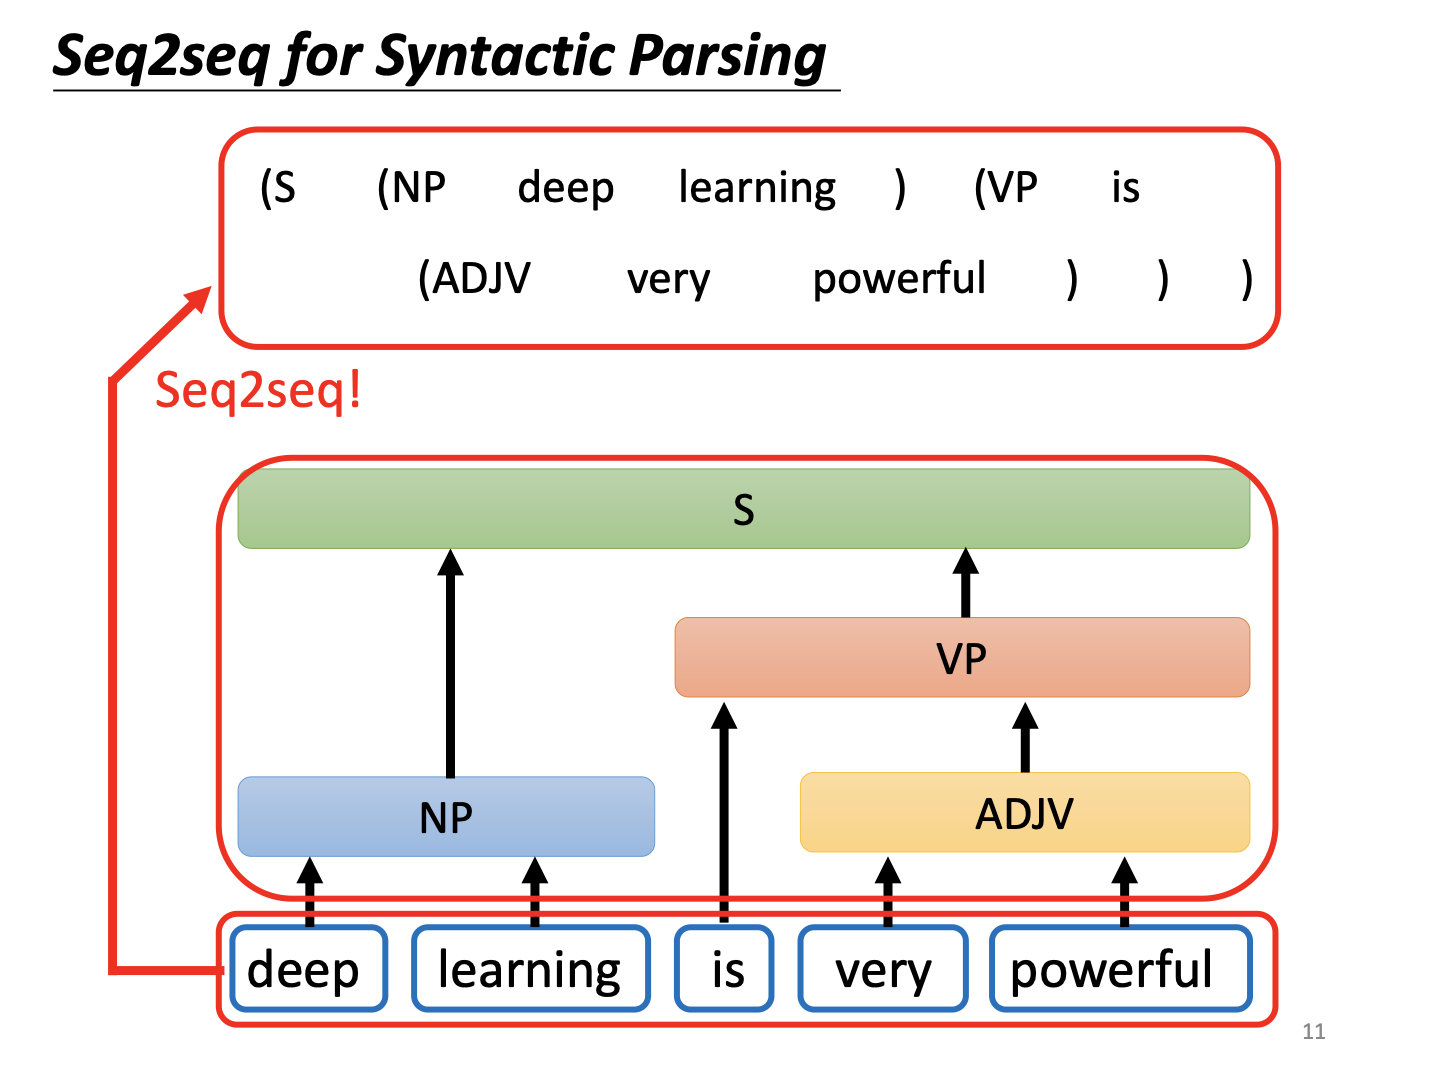 Seq2seq for Syntactic Parsing
(S (NP deep learning ) (VP is
(ADJV very powerful ) ) )
Seq2seq!
S
VP
NP ADJV
deep learning is very powerful
11